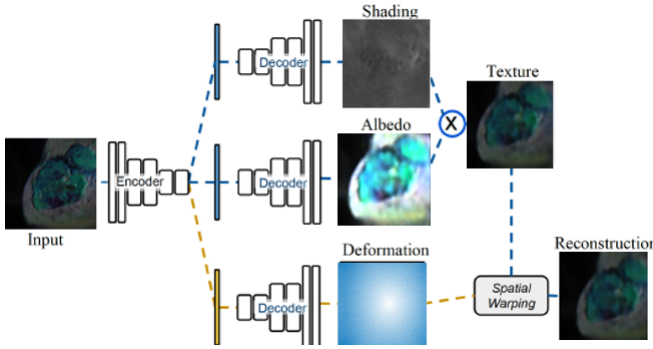 Shading
Decoder
Texture
X
Albedo
Encoder
Decoder
Input
Deformation
Reconstruction
Decoder
Spatial
Warping